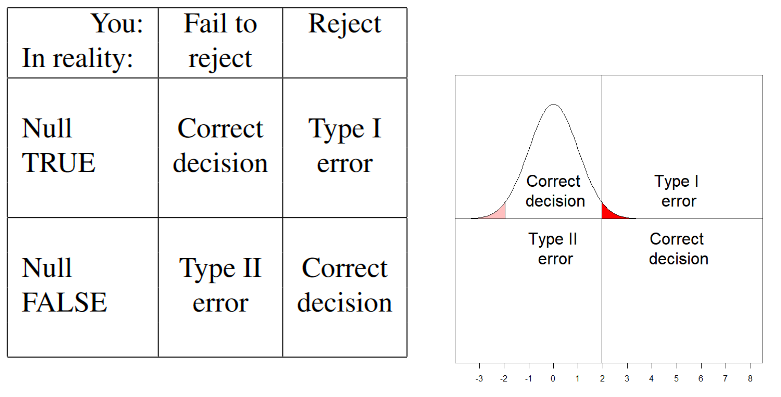 You: Fail to Reject
In reality: reject
Null Correct Type I
TRUE decision error
Null Type II Correct
FALSE error decision
Correct Type I
decision error
Type II Correct
error decision
-3 -2 -1 0 1 2 3 4 5 6 7 8